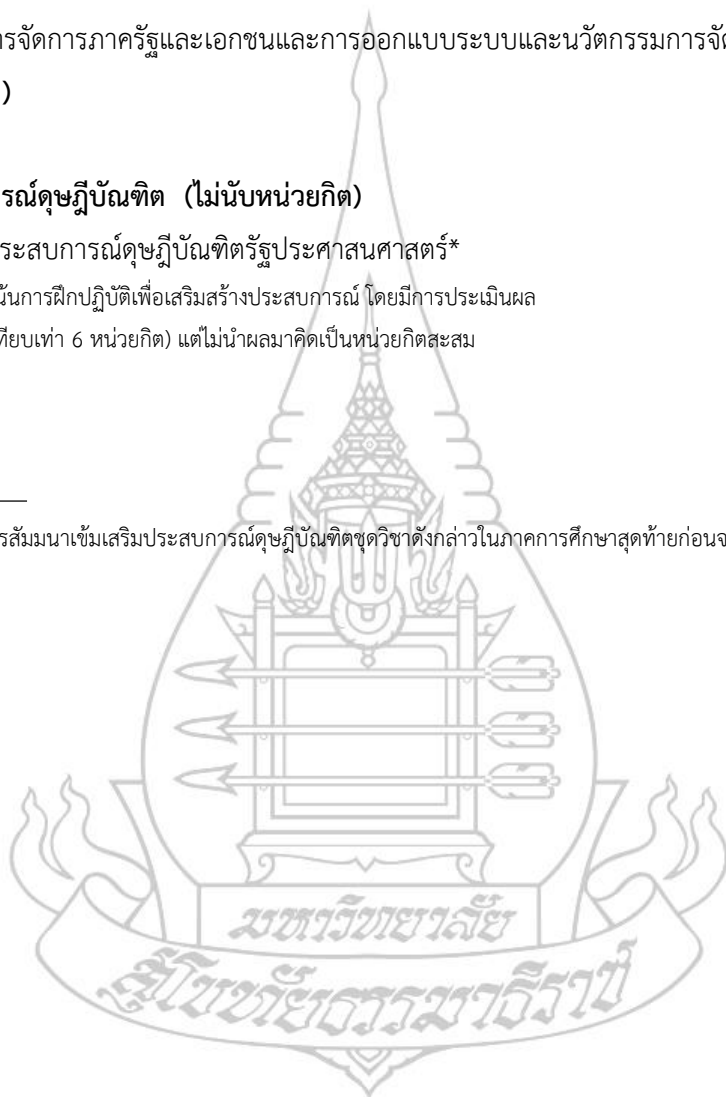 ารจัดการภาครัฐและเอกชนและการออกแบบระบบและนวัตกรรมการจัด
)
รณ์ดุษฎีบัณฑิต (ไม่นับหน่วยกิต)
ประสบการณ์ดุษฎีบัณฑิตรัฐประศาสนศาสตร์*
น้นการฝึกปฏิบัติเพื่อเสริมสร้างประสบการณ์ โดยมีการประเมินผล
ทียบเท่า 6 หน่วยกิต) แต่ไม่นำผลมาคิดเป็นหน่วยกิตสะสม
ารสัมมนาเข้มเสริมประสบการณ์ดุษฎีบัณฑิตชุดวิชาดังกล่าวในภาคการศึกษาสุดท้ายก่อนจ
มหาวิทยาลัย
สุโขทัยธรรมาธิราช